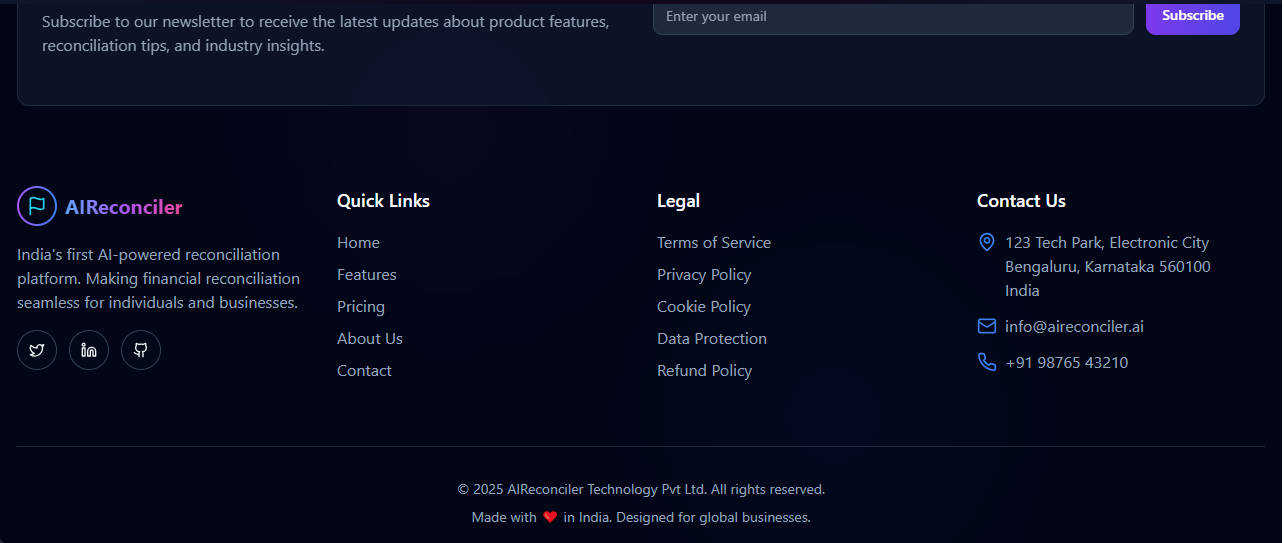 Subscribe to our newsletter to receive the latest updates about product features,
reconciliation tips, and industry insights.
Enter your email
Subscribe
AIReconciler
India's first AI-powered reconciliation
platform. Making financial reconciliation
seamless for individuals and businesses.
Quick Links
Home
Features
Pricing
About Us
Contact
Legal
Terms of Service
Privacy Policy
Cookie Policy
Data Protection
Refund Policy
Contact Us
123 Tech Park, Electronic City
Bengaluru, Karnataka 560100
India
info@aireconciler.ai
+91 98765 43210
© 2025 AIReconciler Technology Pvt Ltd. All rights reserved.
Made with ❤️ in India. Designed for global businesses.